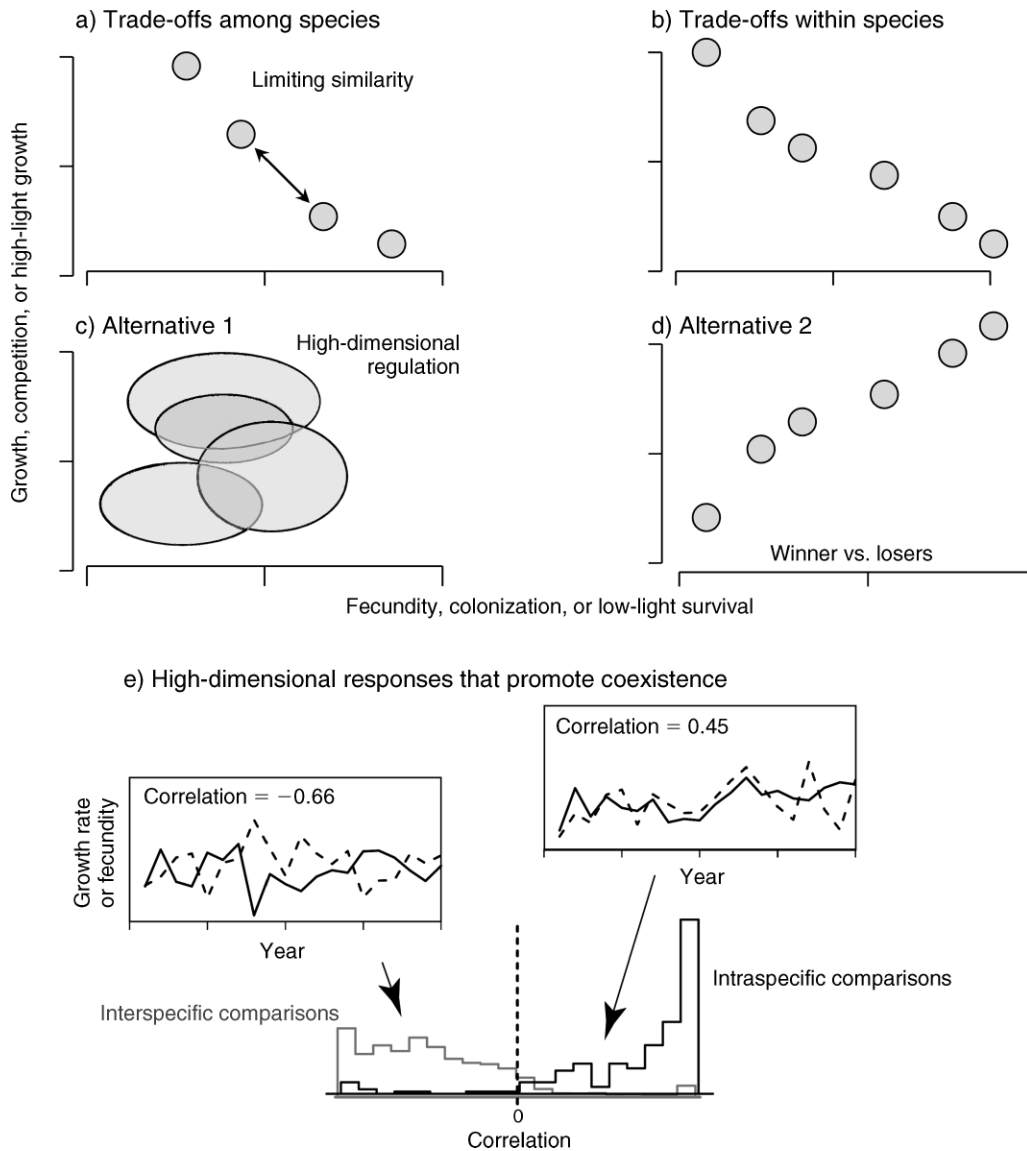 a) Trade-offs among species
Limiting similarity
b) Trade-offs within species
Growth, competition, or high-light growth
c) Alternative 1
High-dimensional
regulation
d) Alternative 2
Winner vs. losers
Fecundity, colonization, or low-light survival
e) High-dimensional responses that promote coexistence
Correlation = −0.66
Growth rate
or fecundity
Year
Correlation = 0.45
Year
Interspecific comparisons
Intraspecific comparisons
0
Correlation